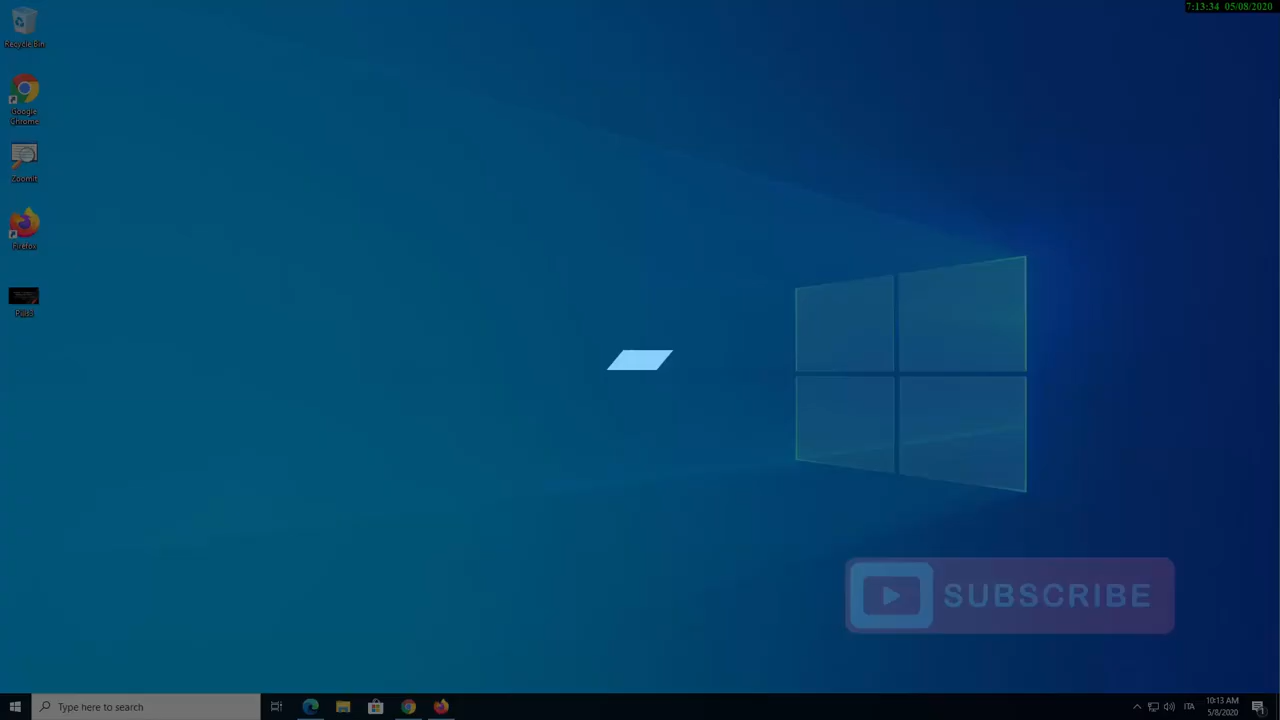 7:13:34 05/08/2020
Recycle Bin
Google
Chrome
ZoomIt
Firefox
SUBSCRIBE
Type here to search
ITA
10:13 AM
5/8/2020
1